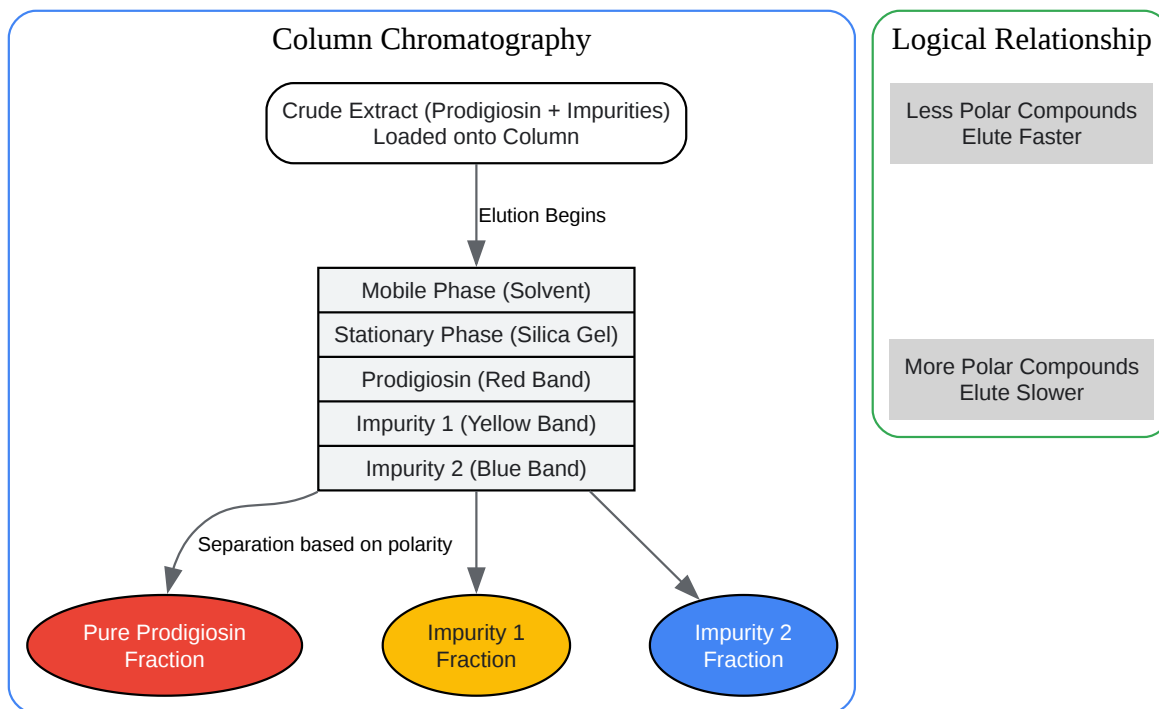 Column Chromatography
Crude Extract (Prodigiosin + Impurities)
Loaded onto Column
Elution Begins
Mobile Phase (Solvent)
Stationary Phase (Silica Gel)
Prodigiosin (Red Band)
Impurity 1 (Yellow Band)
Impurity 2 (Blue Band)
Separation based on polarity
Pure Prodigiosin
Fraction
Impurity 1
Fraction
Impurity 2
Fraction
Logical Relationship
Less Polar Compounds
Elute Faster
More Polar Compounds
Elute Slower